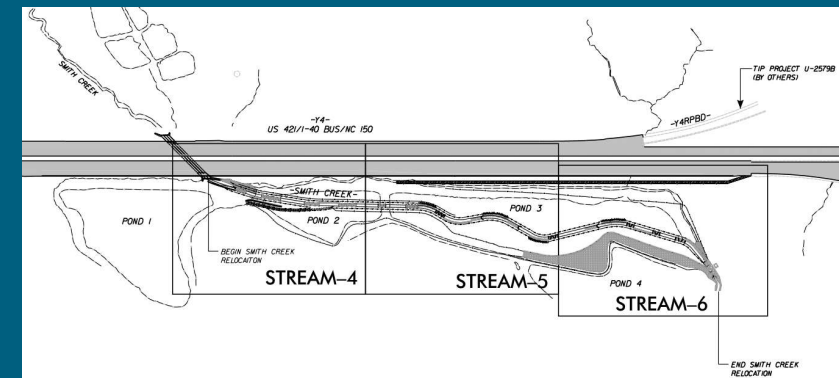 SMITH CREEK
-Y4-
US 421/I-40 BUS/NC 150
-Y4RPBD-
TIP PROJECT U-2579B
(BY OTHERS)
POND 1
-SMITH CREEK-
POND 2
POND 3
BEGIN SMITH CREEK
RELOCAITON
STREAM-4
STREAM-5
POND 4
STREAM-6
END SMITH CREEK
RELOCATION